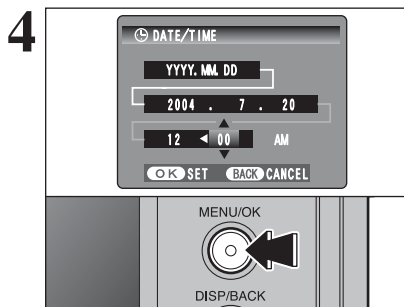 4
DATE/TIME
YYYY. MM. DD
2004 . 7 . 20
12 00 AM
OK SET BACK CANCEL
MENU/OK
DISP/BACK